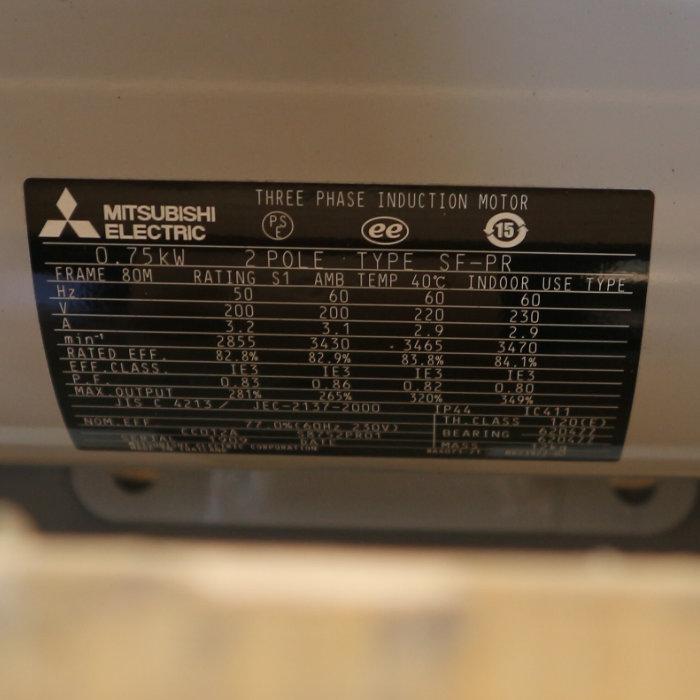 THREE PHASE INDUCTION MOTOR
MITSUBISHI
ELECTRIC
PS E
ee
15
0.75kW 2 POLE TYPE SF-PR
FRAME 80M RATING S1 AMB TEMP 40℃ INDOOR USE TYPE
Hz 50 60 60 60
V 200 200 220 230
A 3.2 3.1 2.9 2.9
min⁻¹ 2855 3430 3465 3470
RATED EFF. 82.8% 82.9% 83.8% 84.1%
EFF.CLASS. IE3 IE3 IE3 IE3
P.F. 0.83 0.86 0.82 0.80
MAX.OUTPUT 281% 265% 320% 349%
JIS C 4213 / JEC-2137-2000 IP44 IC411
NOM.EFF 77.0%(60Hz 230V) TH.CLASS 120(E)
BEARING
SERIAL DATE MASS